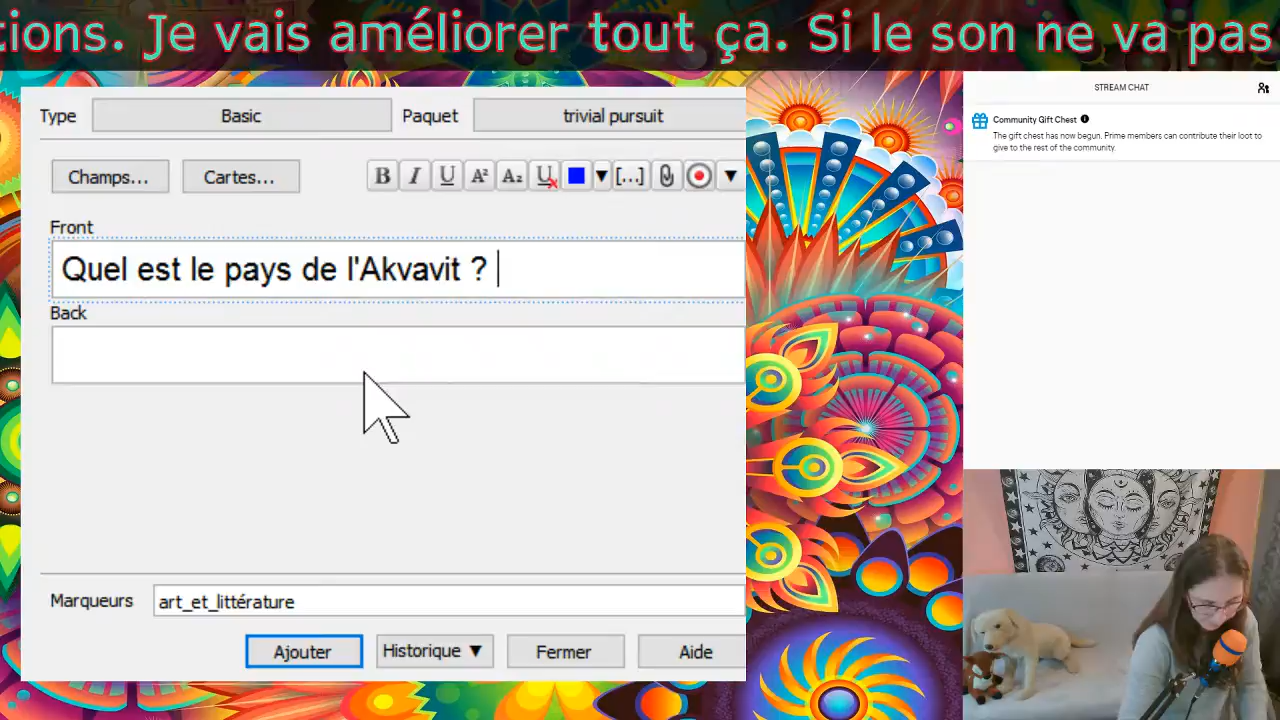 tions. Je vais améliorer tout ça. Si le son ne va pas
Type Basic Paquet trivial pursuit
Champs... Cartes... B I U A² A₂ U [...]
Front
Quel est le pays de l'Akvavit ?
Back
Marqueurs art_et_littérature
Ajouter Historique ▼ Fermer Aide
STREAM CHAT
Community Gift Chest
The gift chest has now begun. Prime members can contribute their loot to
give to the rest of the community.